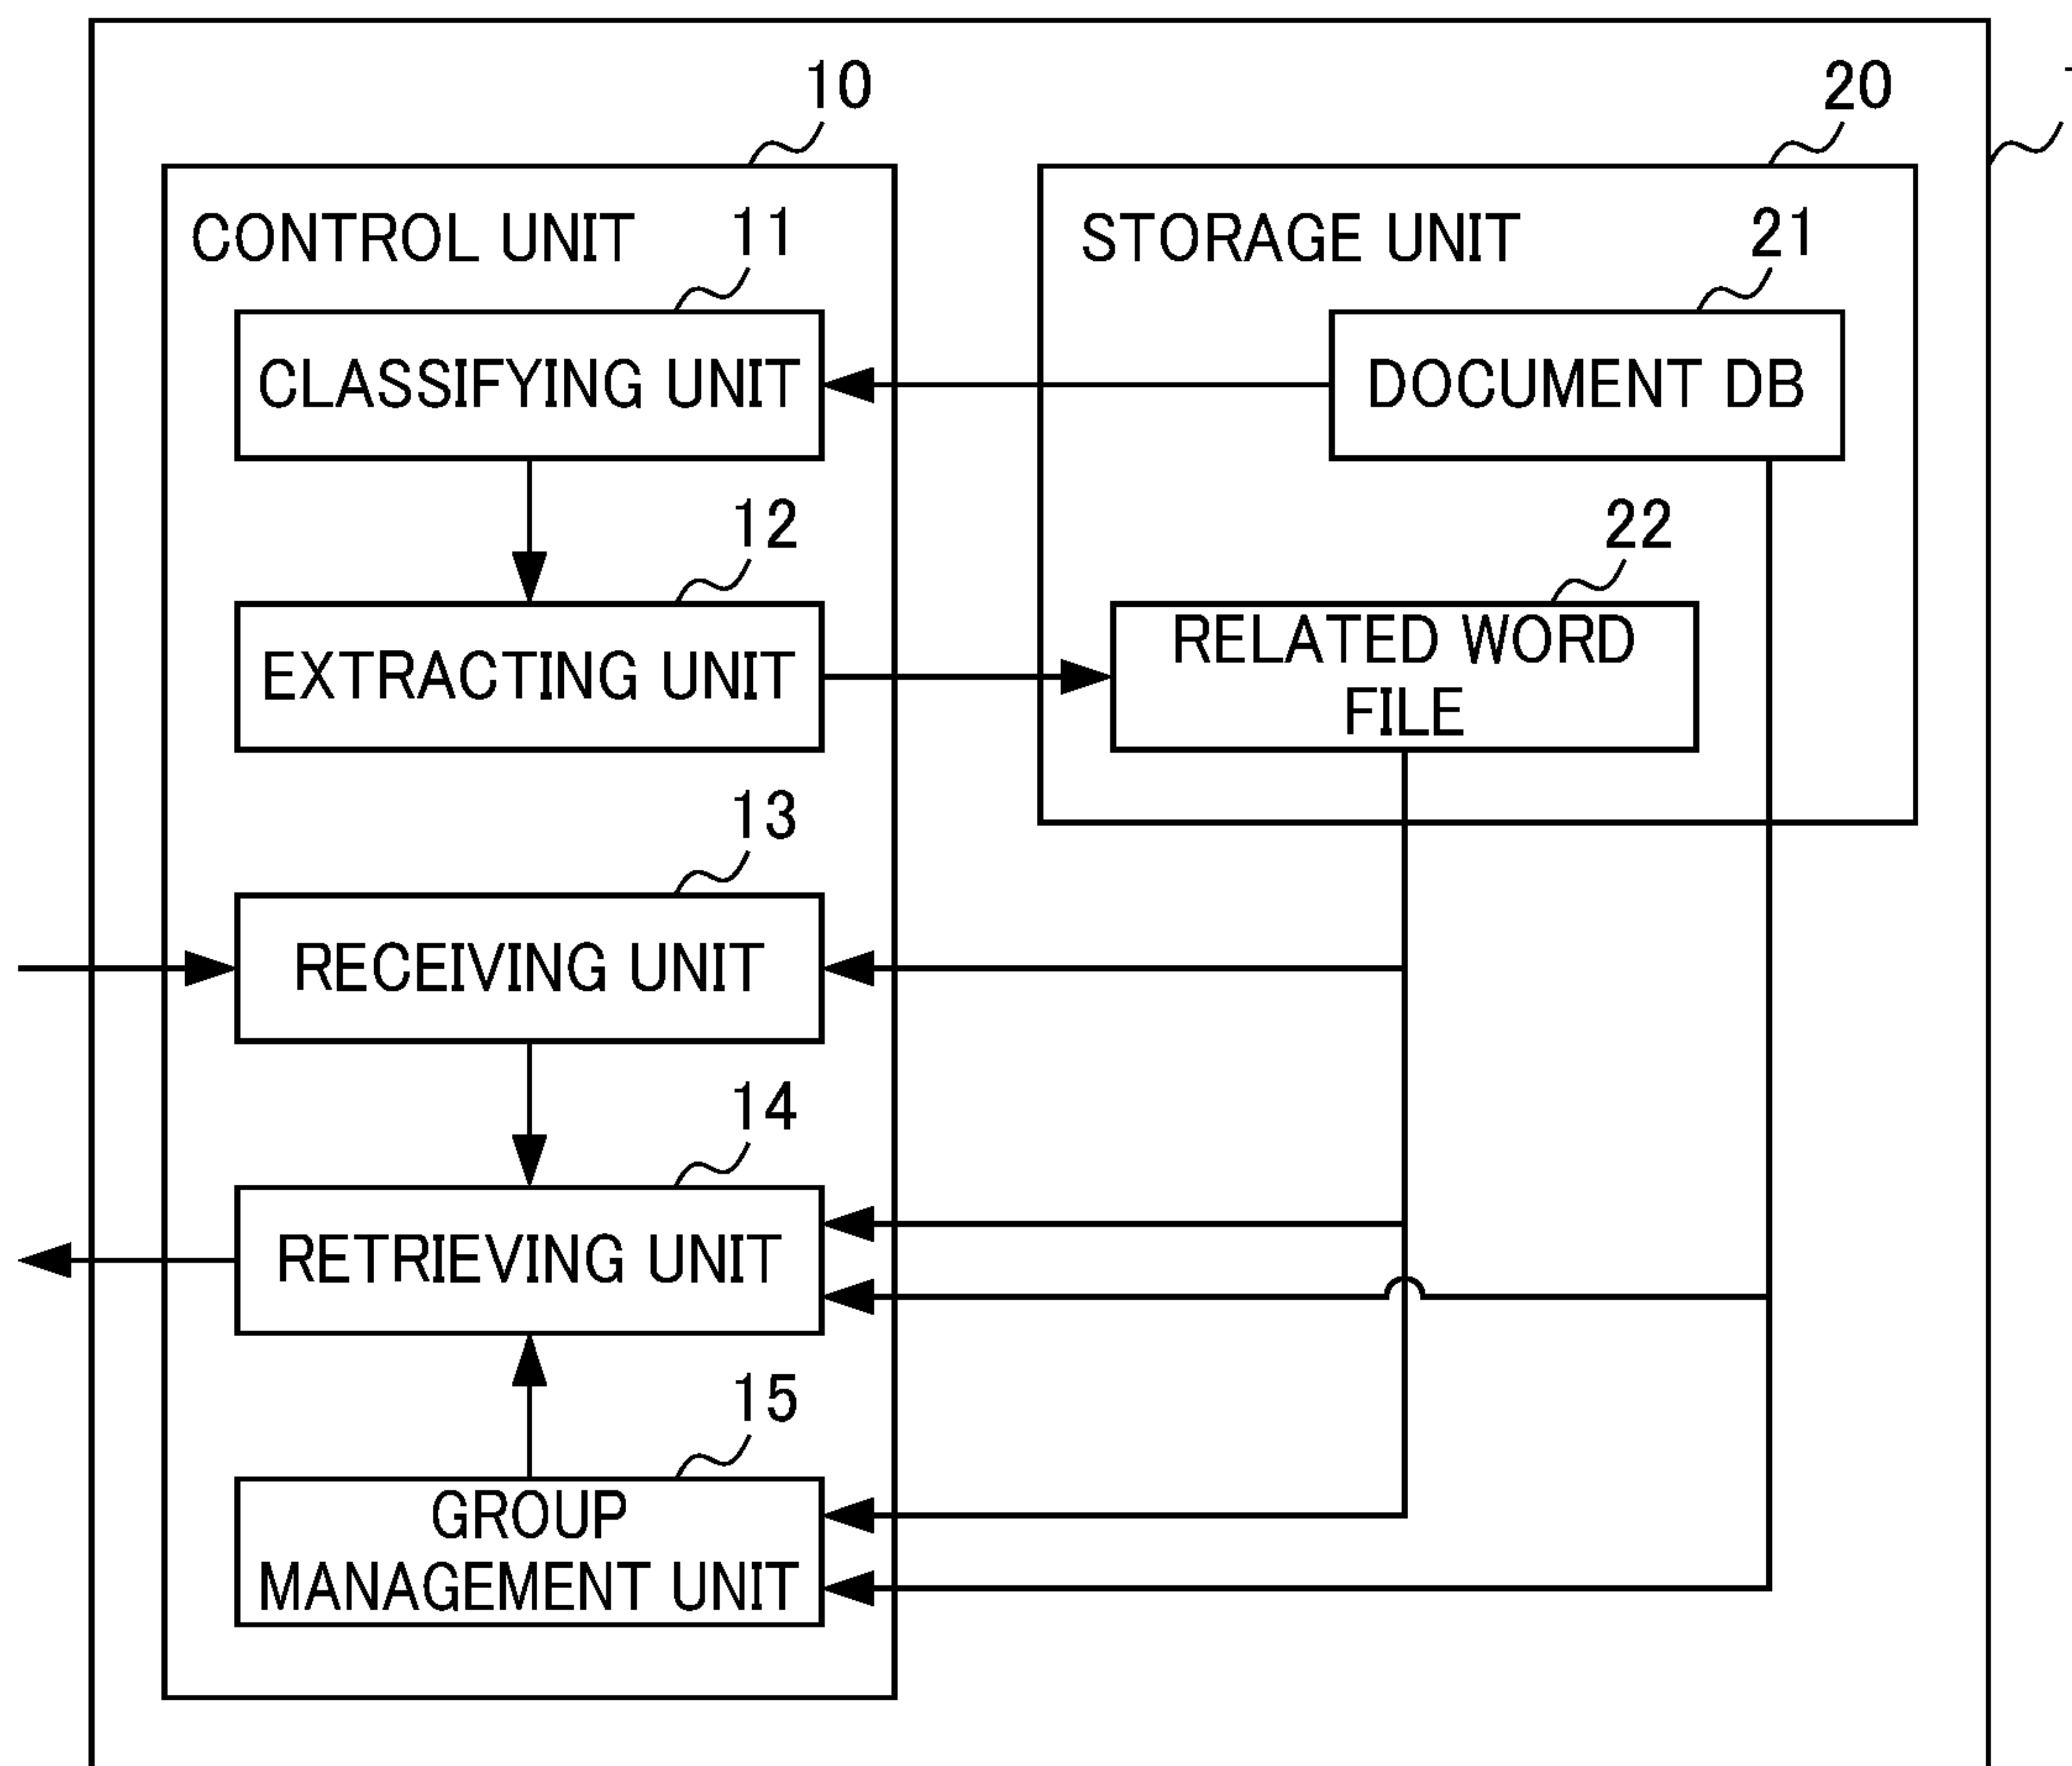 10
20
CONTROL UNIT
11
STORAGE UNIT
21
CLASSIFYING UNIT
DOCUMENT DB
12
22
EXTRACTING UNIT
RELATED WORD
FILE
13
RECEIVING UNIT
14
RETRIEVING UNIT
15
GROUP
MANAGEMENT UNIT